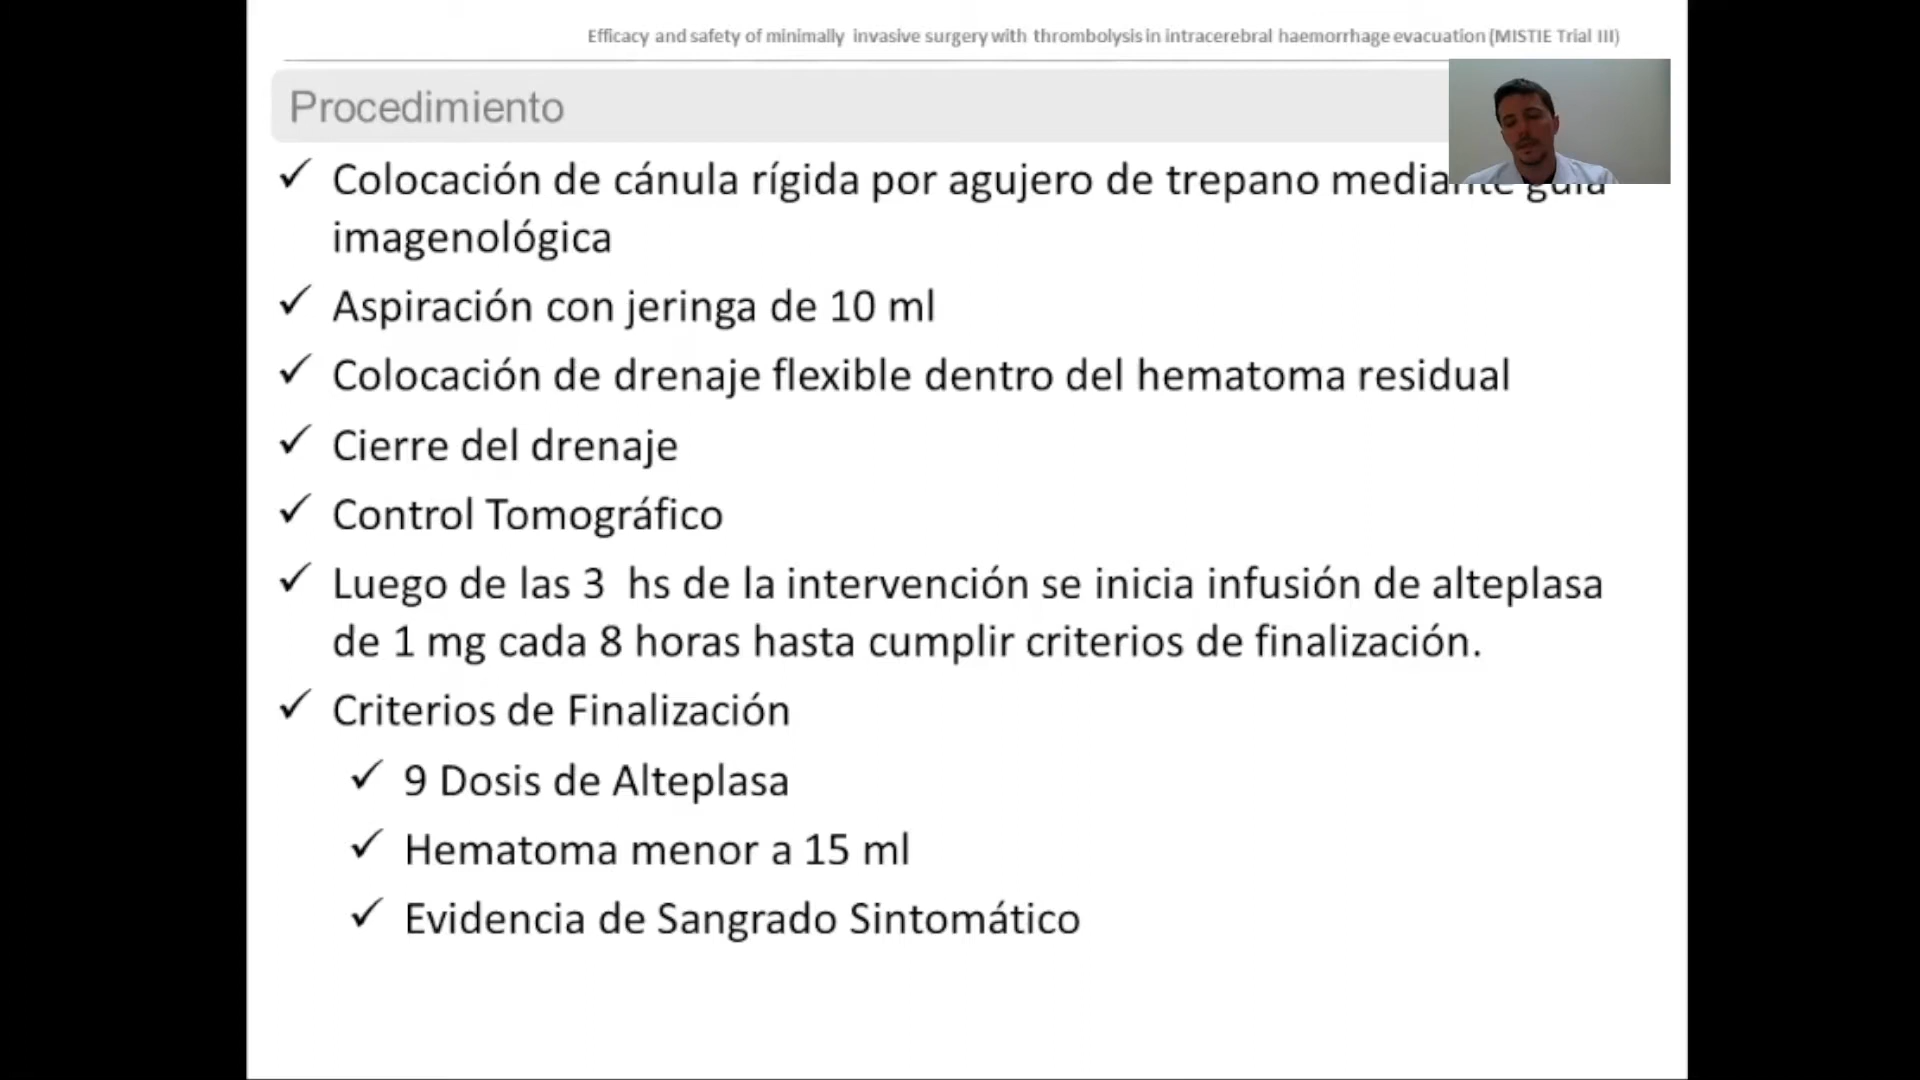 Efficacy and safety of minimally invasive surgery with thrombolysis in intracerebral haemorrhage evacuation (MISTIE Trial III)
Procedimiento
✓ Colocación de cánula rígida por agujero de trepano mediante guía
imagenológica
✓ Aspiración con jeringa de 10 ml
✓ Colocación de drenaje flexible dentro del hematoma residual
✓ Cierre del drenaje
✓ Control Tomográfico
✓ Luego de las 3 hs de la intervención se inicia infusión de alteplasa
de 1 mg cada 8 horas hasta cumplir criterios de finalización.
✓ Criterios de Finalización
✓ 9 Dosis de Alteplasa
✓ Hematoma menor a 15 ml
✓ Evidencia de Sangrado Sintomático